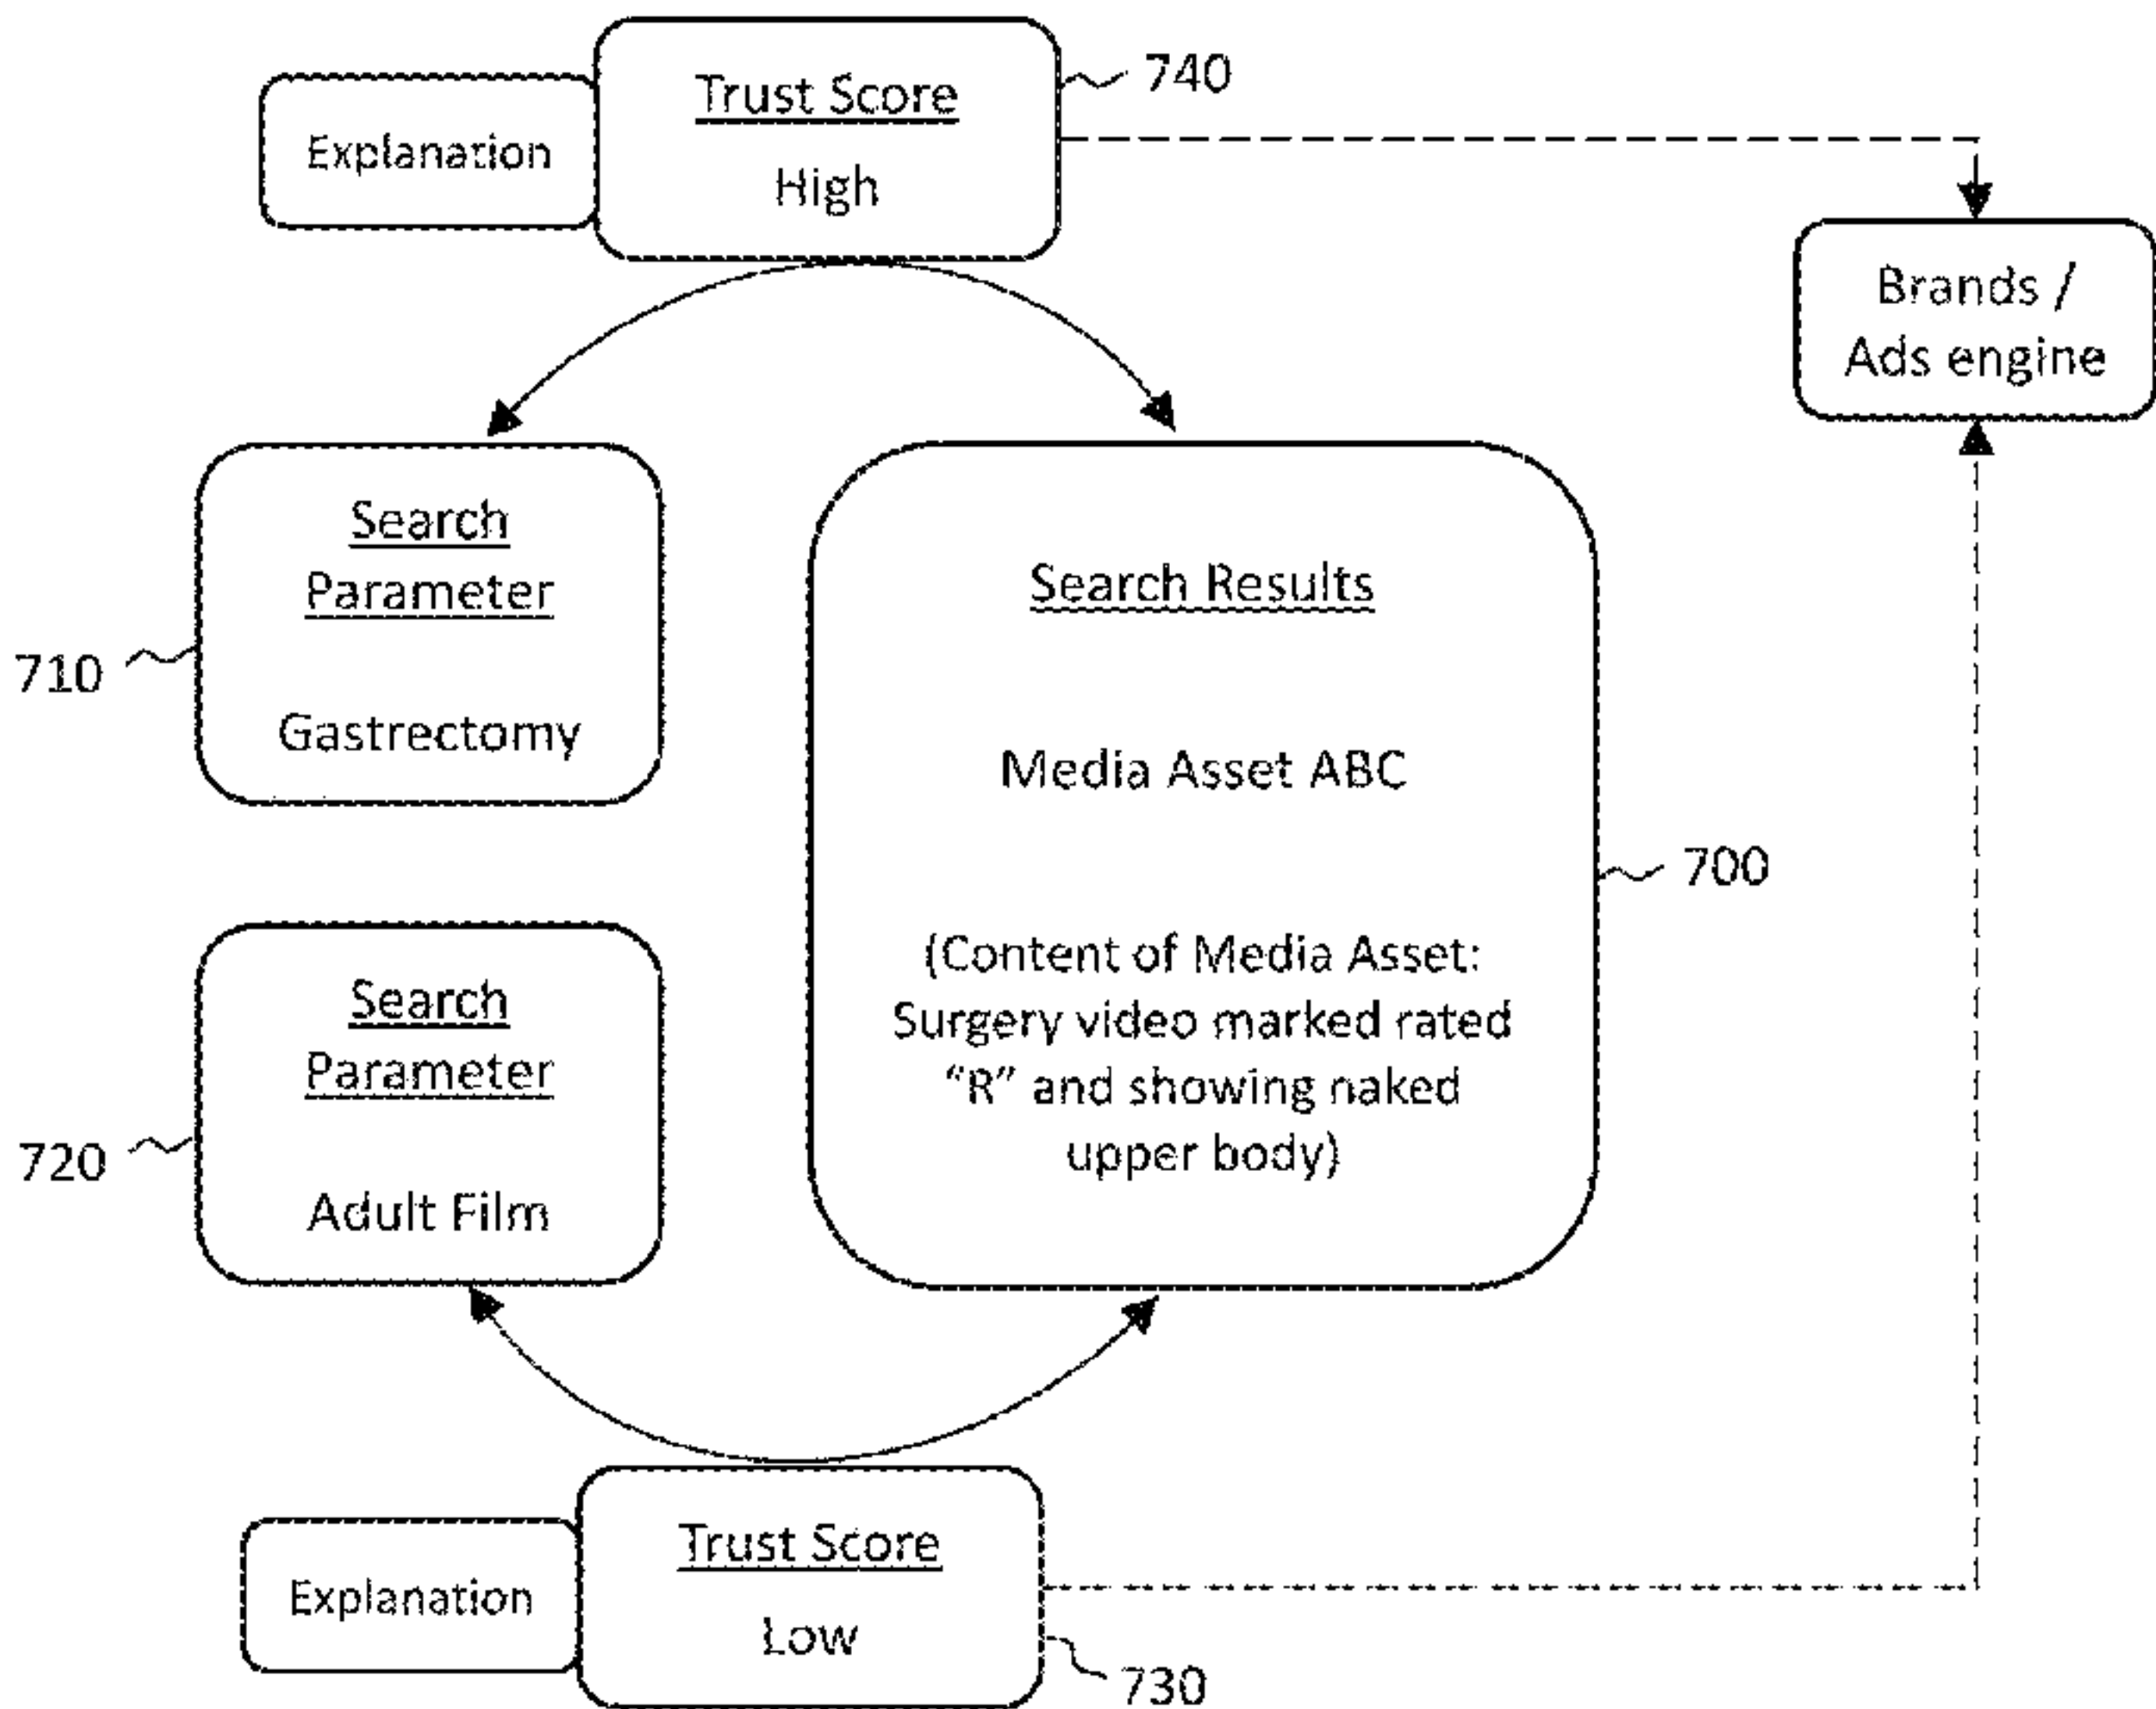 Explanation
Trust Score
High
740
Brands /
Ads engine
Search
Parameter
Gastrectomy
710
Search Results
Media Asset ABC
(Content of Media Asset:
Surgery video marked rated
“R” and showing naked
upper body)
700
Search
Parameter
Adult Film
720
Explanation
Trust Score
Low
730